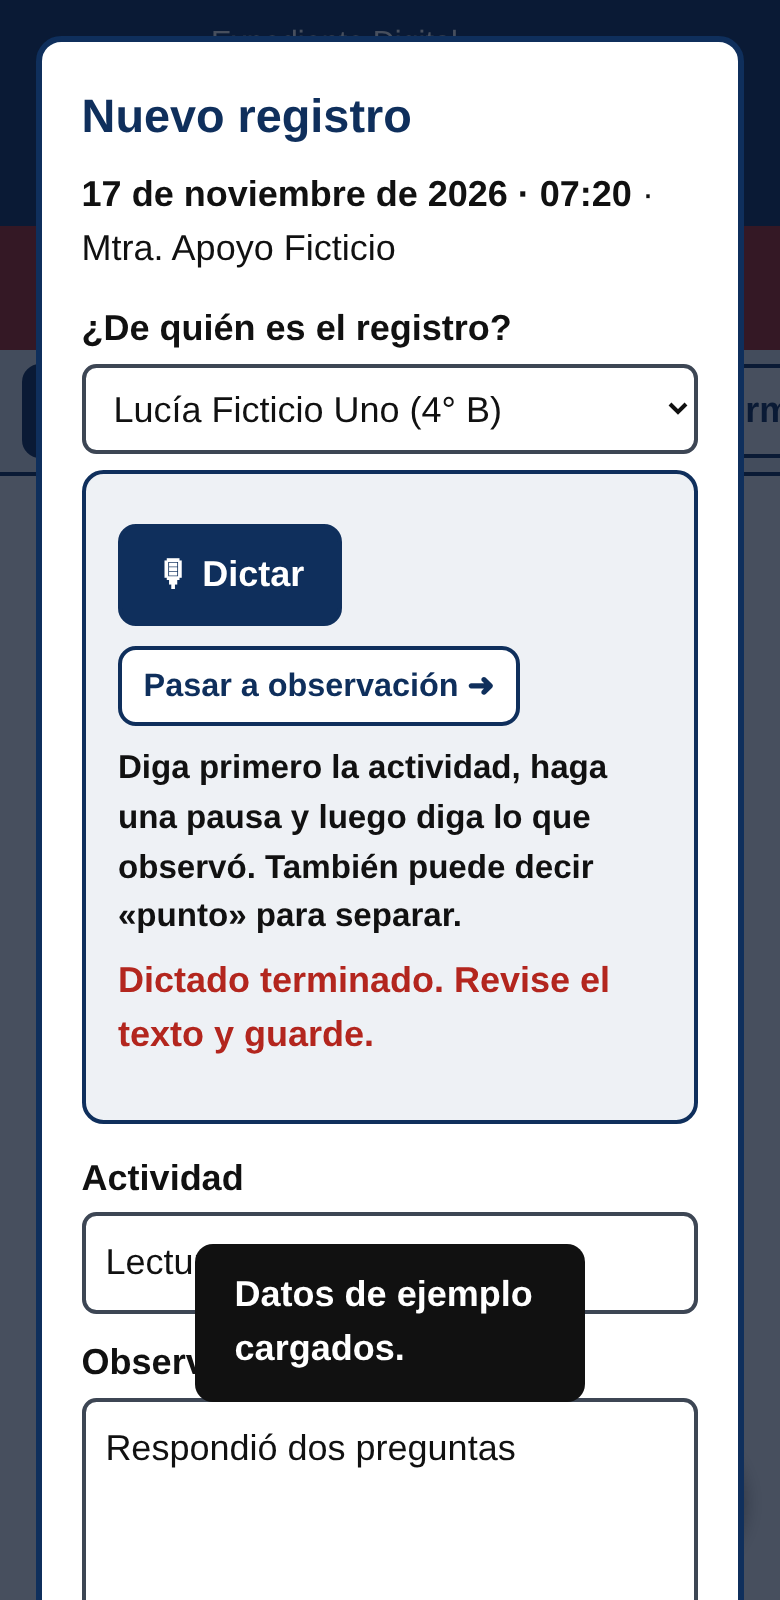 Expediente Digital
Nuevo registro
17 de noviembre de 2026 · 07:20 ·
Mtra. Apoyo Ficticio
¿De quién es el registro?
Lucía Ficticio Uno (4° B)
Dictar
Pasar a observación ➜
Diga primero la actividad, haga
una pausa y luego diga lo que
observó. También puede decir
«punto» para separar.
Dictado terminado. Revise el
texto y guarde.
Actividad
Datos de ejemplo
cargados.
Respondió dos preguntas